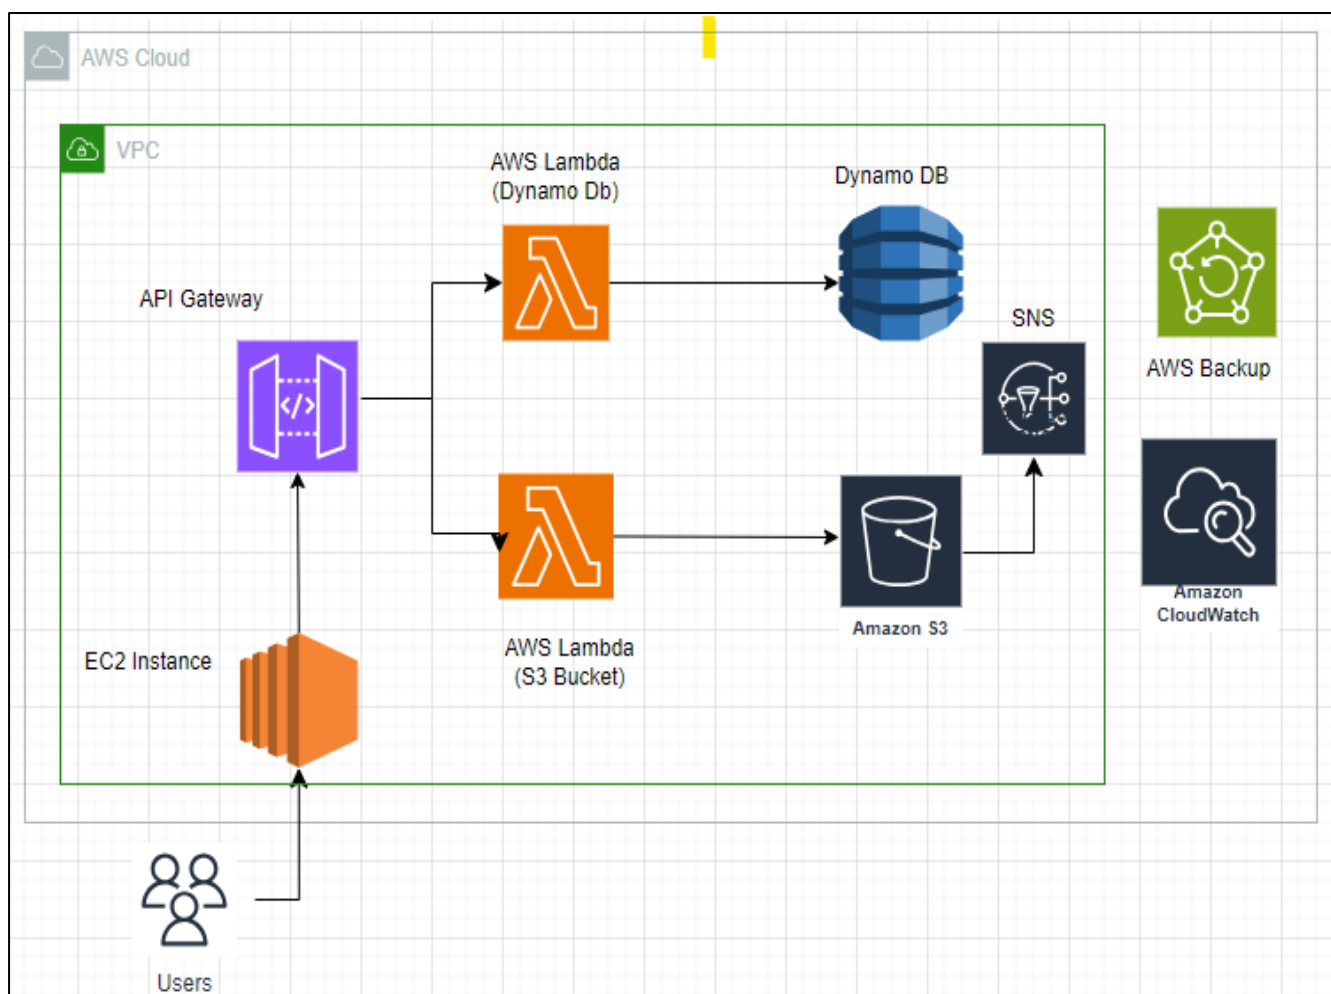 AWS Cloud
VPC
AWS Lambda
(Dynamo Db)
Dynamo DB
API Gateway
</>
SNS
AWS Backup
Amazon
CloudWatch
Amazon S3
AWS Lambda
(S3 Bucket)
EC2 Instance
Users